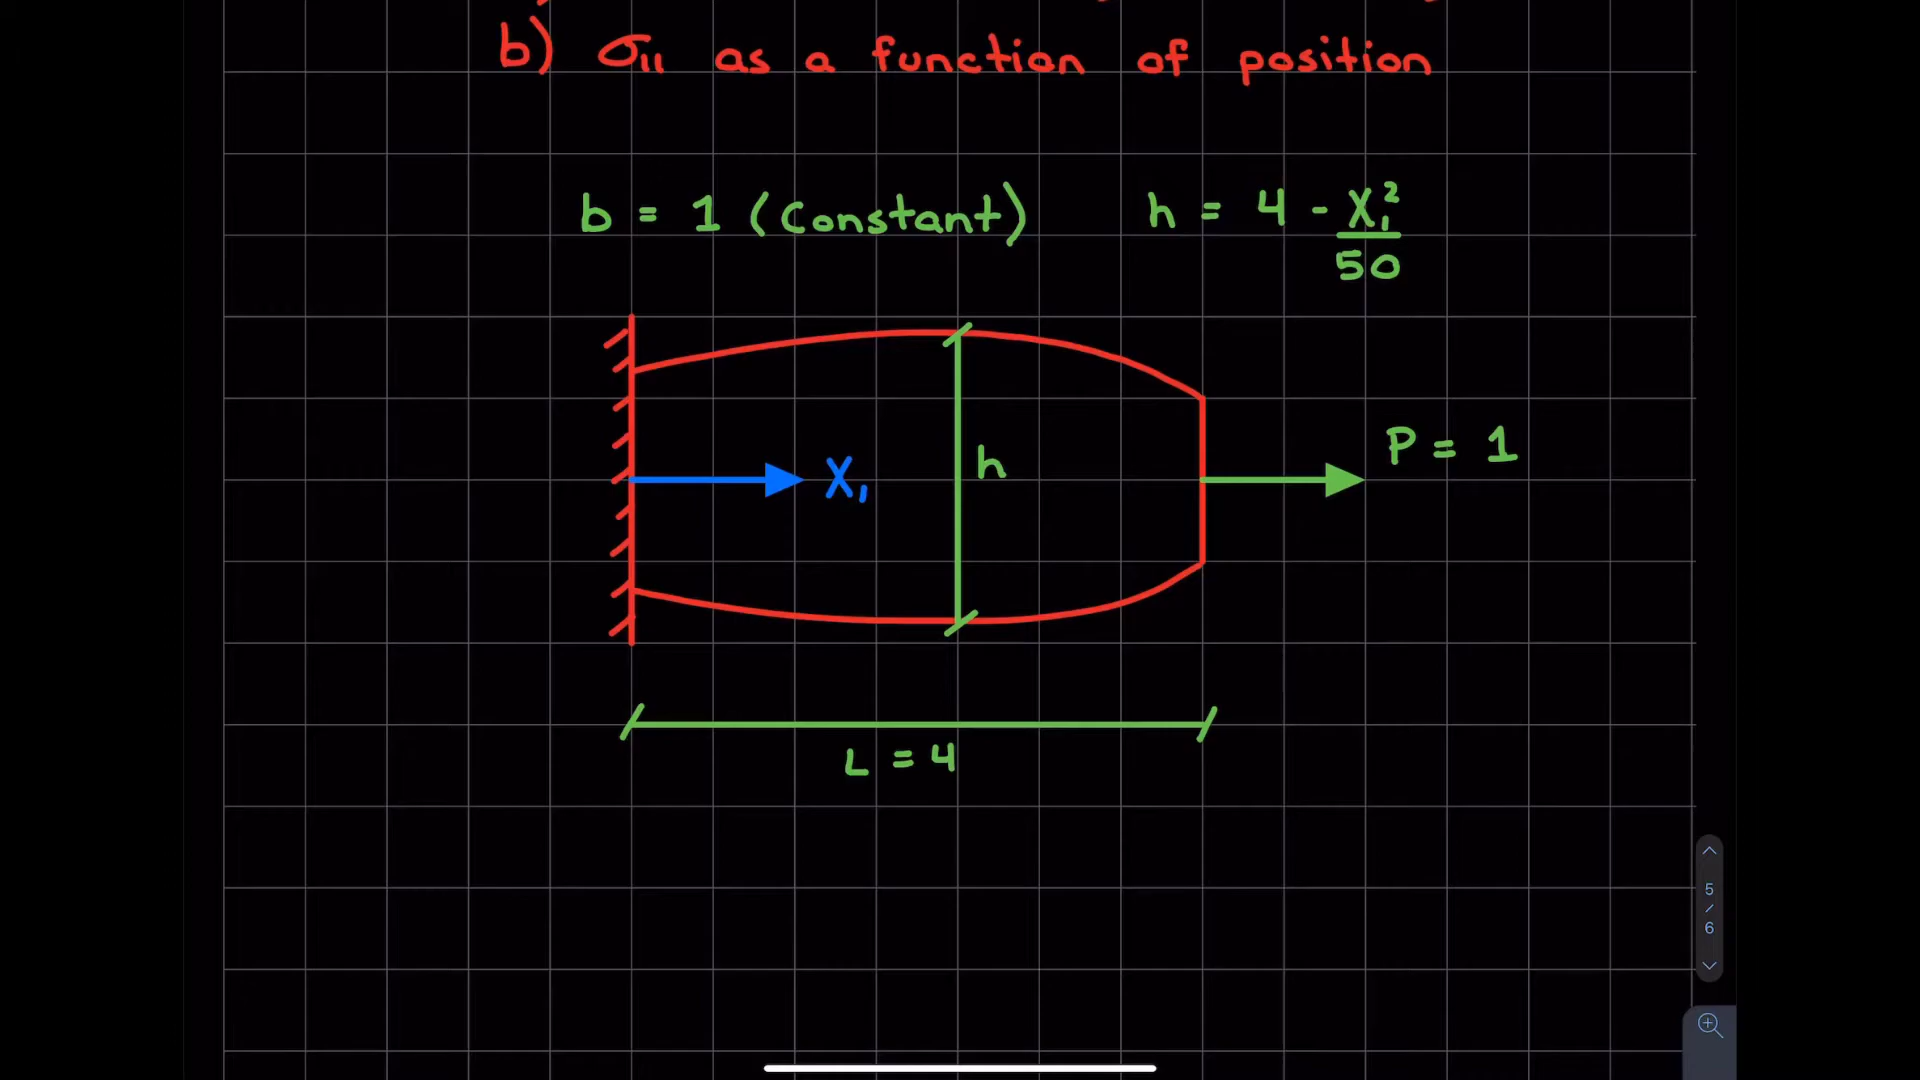 b) σ₁₁ as a function of position
b = 1 (Constant) h = 4 - X₁²/50
h
X₁
P = 1
L = 4
5
/
6